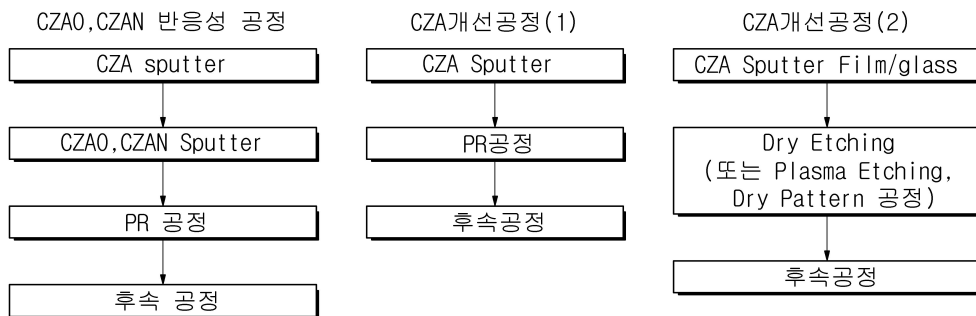 CZAO,CZAN 반응성 공정
CZA sputter
CZAO,CZAN Sputter
PR 공정
후속 공정
CZA개선공정(1)
CZA Sputter
PR공정
후속공정
CZA개선공정(2)
CZA Sputter Film/glass
Dry Etching
(또는 Plasma Etching,
Dry Pattern 공정)
후속공정